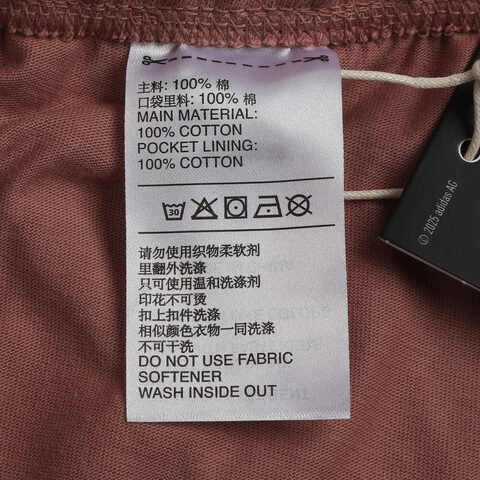 主料: 100% 棉
口袋里料: 100% 棉
MAIN MATERIAL:
100% COTTON
POCKET LINING:
100% COTTON
30
请勿使用织物柔软剂
里翻外洗涤
只可使用温和洗涤剂
印花不可烫
扣上扣件洗涤
相似颜色衣物一同洗涤
不可干洗
DO NOT USE FABRIC
SOFTENER
WASH INSIDE OUT
© 2025 adidas AG